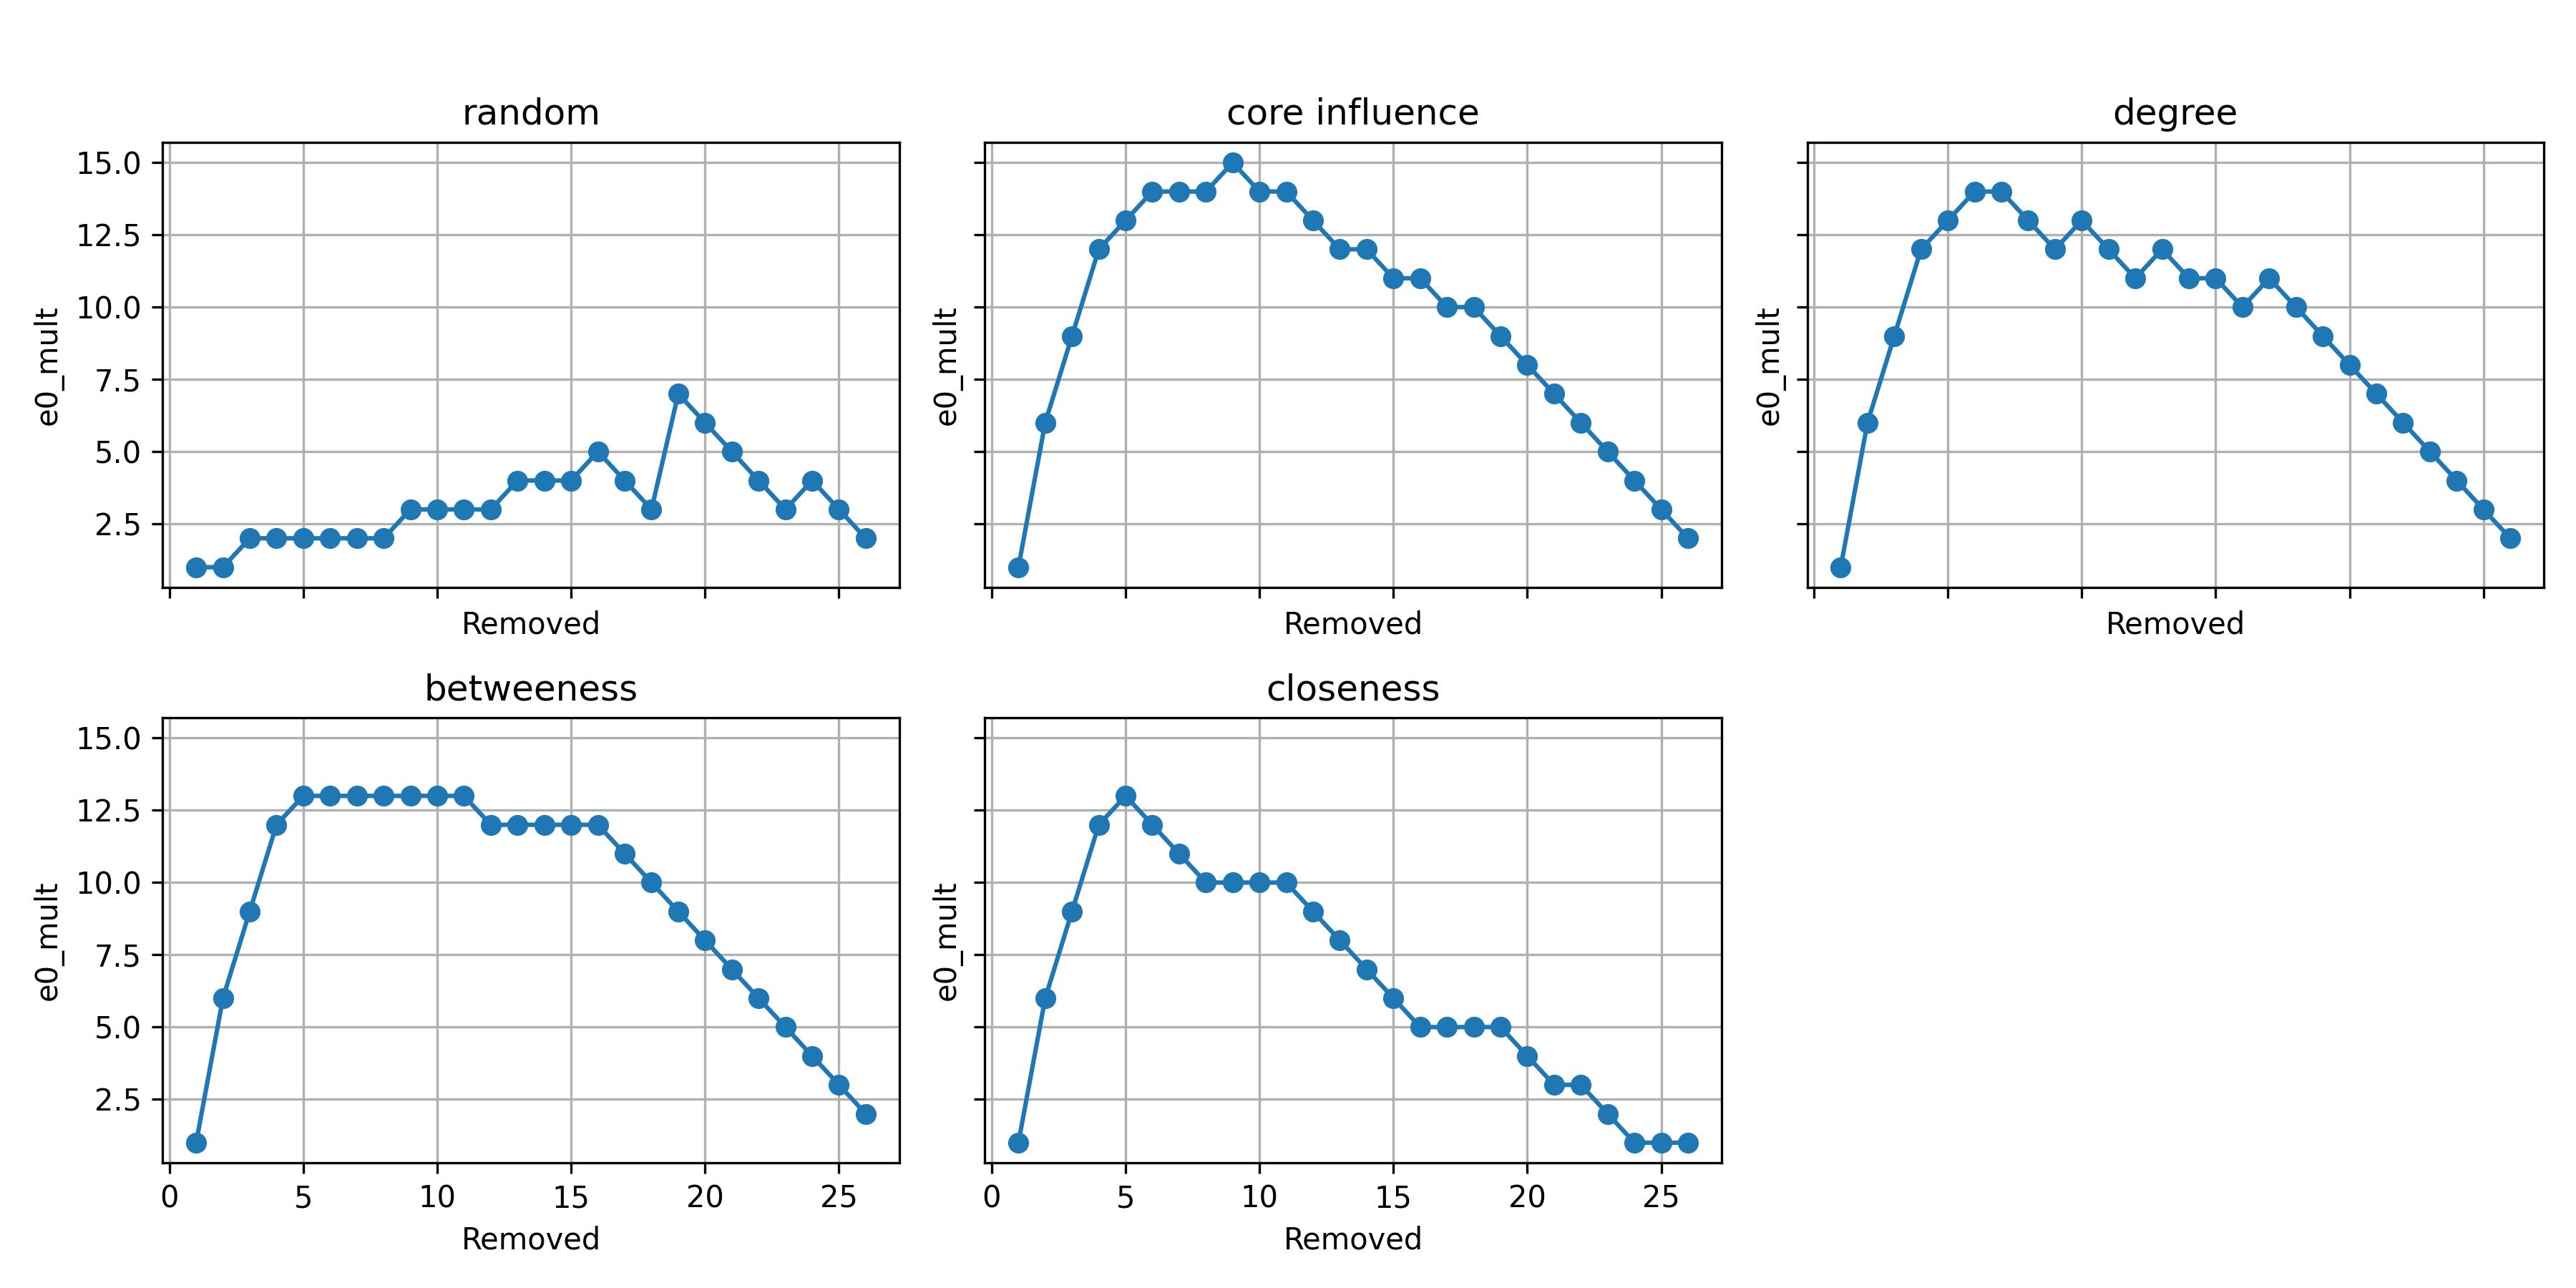 random
core influence
degree
15.0
12.5
10.0
7.5
5.0
2.5
e0_mult
e0_mult
e0_mult
Removed
Removed
Removed
betweeness
closeness
15.0
12.5
10.0
7.5
5.0
2.5
e0_mult
e0_mult
0 5 10 15 20 25
0 5 10 15 20 25
Removed
Removed